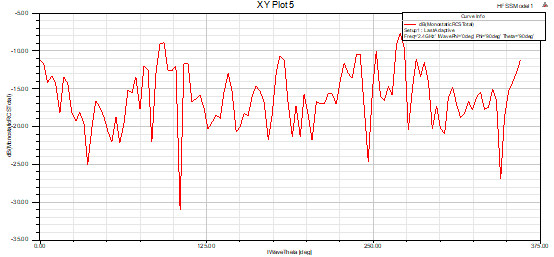 XY Plot 5
HFSSModel1
Curve Info
dB(MonostaticRCSTotal)
Setup1 : LastAdaptive
Freq='2.4GHz' IWavePhi='0deg' Phi='90deg' Theta='90deg'
-500
-1000
-1500
-2000
-2500
-3000
-3500
dB(MonostaticRCSTotal)
0.00
125.00
250.00
375.00
IWaveTheta [deg]